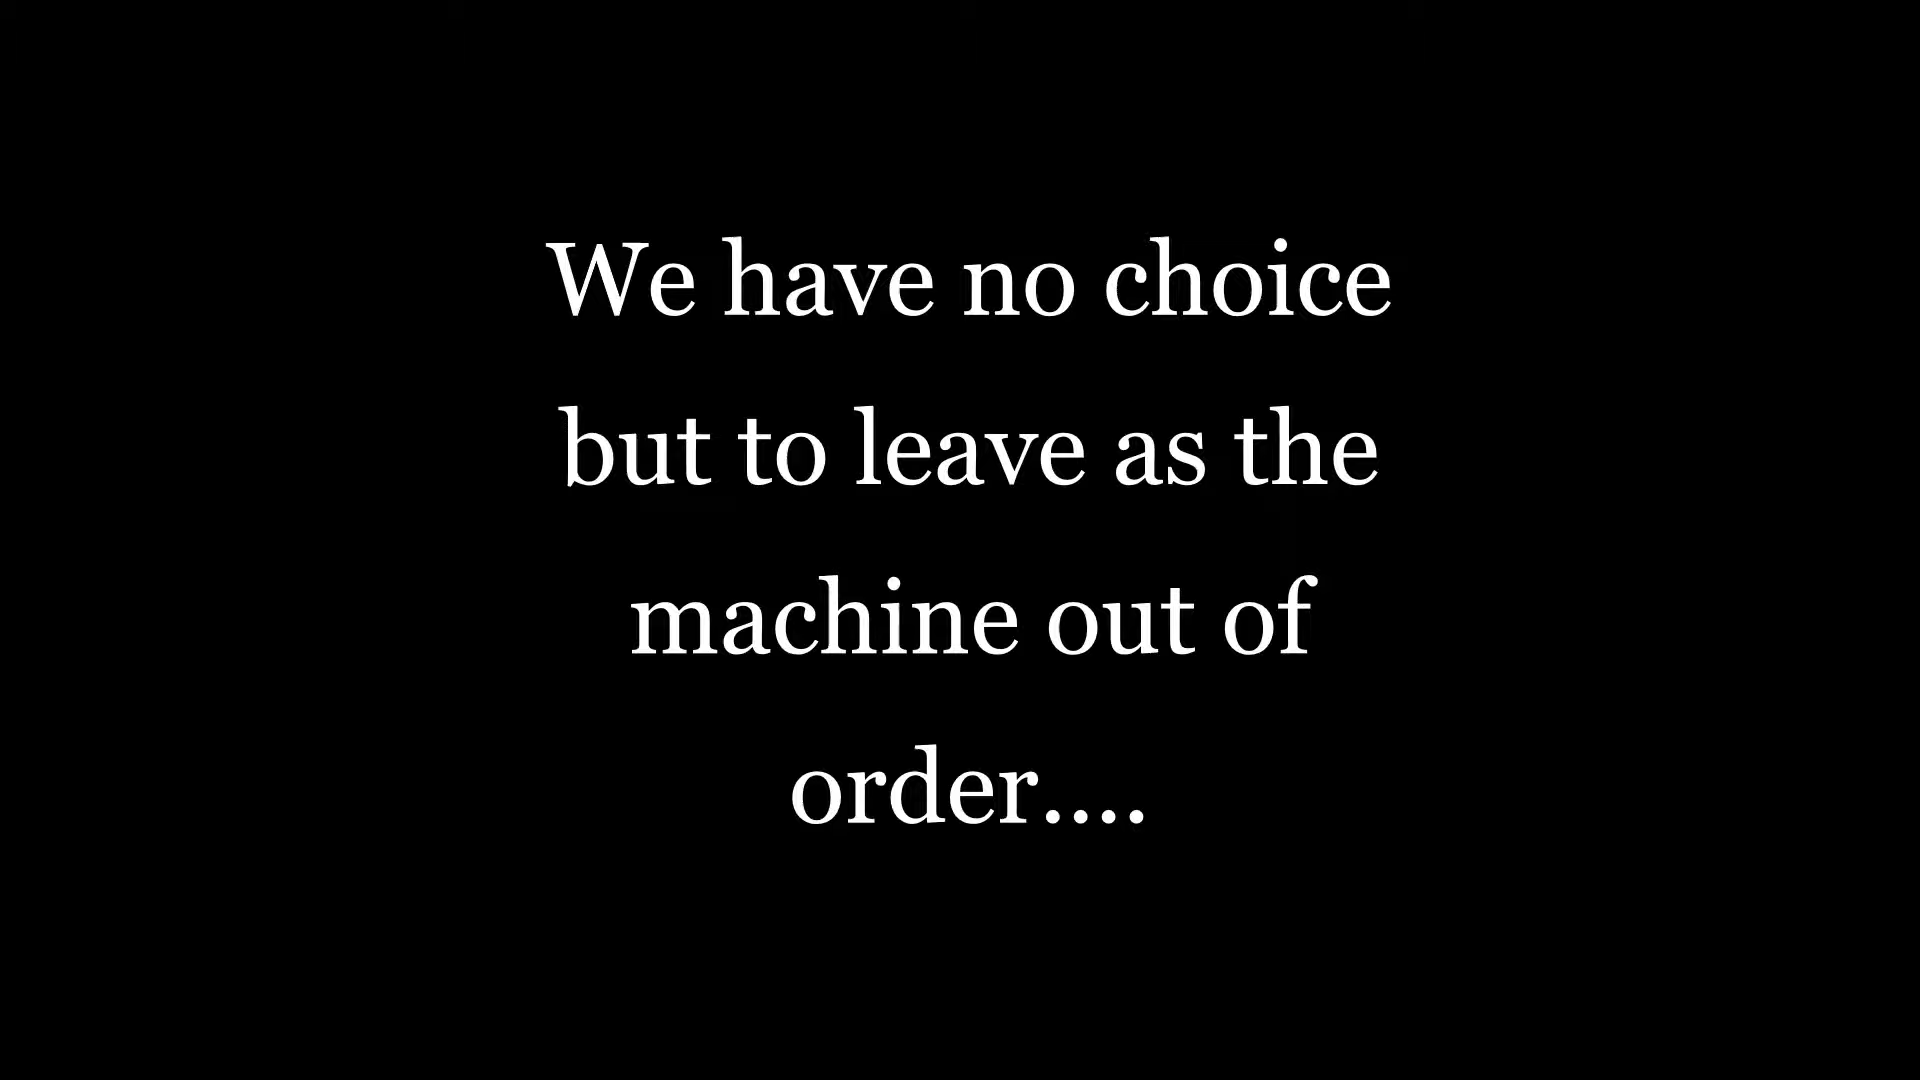 We have no choice
but to leave as the
machine out of
order....